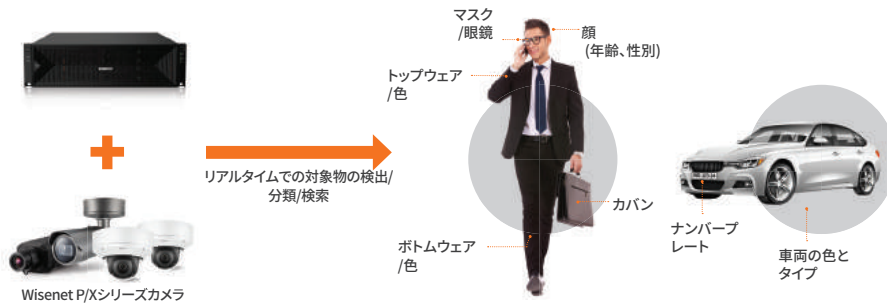 マスク
/眼鏡
顔
(年齢、性別)
トップウェア
/色
リアルタイムでの対象物の検出/
分類/検索
カバン
ボトムウェア
/色
ナンバープ
レート
車両の色と
タイプ
Wisenet P/Xシリーズカメラ